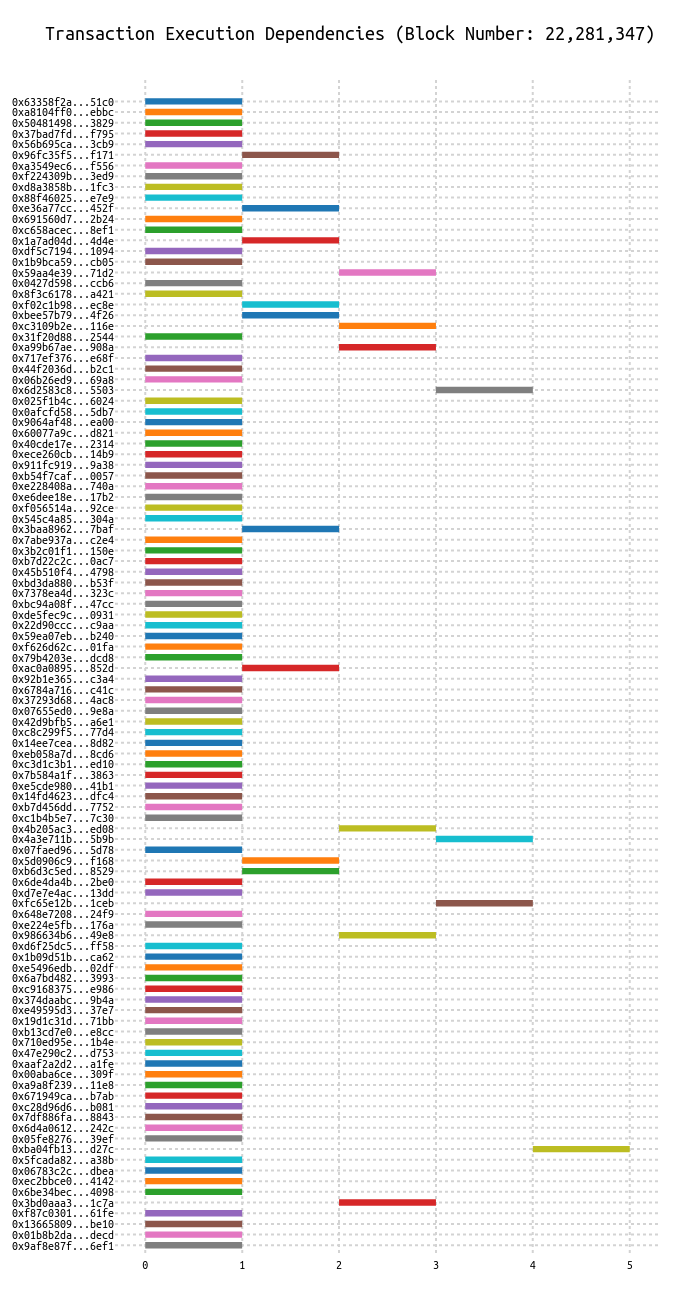 Transaction Execution Dependencies (Block Number: 22,281,347)
0x63358f2a...51c0
0xa8104ff0...ebbc
0x50481498...3829
0x37bad7fd...f795
0x56b695ca...3cb9
0x96fc35f5...f171
0xa3549ec6...f556
0xf224309b...3ed9
0xd8a3858b...1fc3
0x88f46025...e7e9
0xe36a77cc...452f
0x691560d7...2b24
0xc658acec...8ef1
0x1a7ad04d...4d4e
0xdf5c7194...1094
0x1b9bca59...cb05
0x59aa4e39...71d2
0x0427d598...ccb6
0x8f3c6178...a421
0xf02c1b98...ec8e
0xbee57b79...4f26
0xc3109b2e...116e
0x31f20d88...2544
0xa99b67ae...908a
0x717ef376...e68f
0x44f2036d...b2c1
0x06b26ed9...69a8
0x6d2583c8...5503
0x025f1b4c...6024
0x0afcfd58...5db7
0x9064af48...ea00
0x60077a9c...d821
0x40cde17e...2314
0xece260cb...14b9
0x911fc919...9a38
0xb54f7caf...0057
0xe228408a...740a
0xe6dee18e...17b2
0xf056514a...92ce
0x545c4a85...304a
0x3baa8962...7baf
0x7abe937a...c2e4
0x3b2c01f1...150e
0xb7d22c2c...0ac7
0x45b510f4...4798
0xbd3da880...b53f
0x7378ea4d...323c
0xbc94a08f...47cc
0xde5fec9c...0931
0x22d90ccc...c9aa
0x59ea07eb...b240
0xf626d62c...01fa
0x79b4203e...dcd8
0xac0a0895...852d
0x92b1e365...c3a4
0x6784a716...c41c
0x37293d68...4ac8
0x07655ed0...9e8a
0x42d9bfb5...a6e1
0xc8c299f5...77d4
0x14ee7cea...8d82
0xeb058a7d...8cd6
0xc3d1c3b1...ed10
0x7b584a1f...3863
0xe5cde980...41b1
0x14fd4623...dfc4
0xb7d456dd...7752
0xc1b4b5e7...7c30
0x4b205ac3...ed08
0x4a3e711b...5b9b
0x07faed96...5d78
0x5d0906c9...f168
0xb6d3c5ed...8529
0x6de4da4b...2be0
0xd7e7e4ac...13dd
0xfc65e12b...1ceb
0x648e7208...24f9
0xe224e5fb...176a
0x986634b6...49e8
0xd6f25dc5...ff58
0x1b09d51b...ca62
0xe5496edb...02df
0x6a7bd482...3993
0xc9168375...e986
0x374daabc...9b4a
0xe49595d3...37e7
0x19d1c31d...71bb
0xb13cd7e0...e8cc
0x710ed95e...1b4e
0x47e290c2...d753
0xaaf2a2d2...a1fe
0x00aba6ce...309f
0xa9a8f239...11e8
0x671949ca...b7ab
0xc28d96d6...b081
0x7df886fa...8843
0x6d4a0612...242c
0x05fe8276...39ef
0xba04fb13...d27c
0x5fcada82...a38b
0x06783c2c...dbea
0xec2bbce0...4142
0x6be34bec...4098
0x3bd0aaa3...1c7a
0xf87c0301...61fe
0x13665809...be10
0x01b8b2da...decd
0x9af8e87f...6ef1
0 1 2 3 4 5